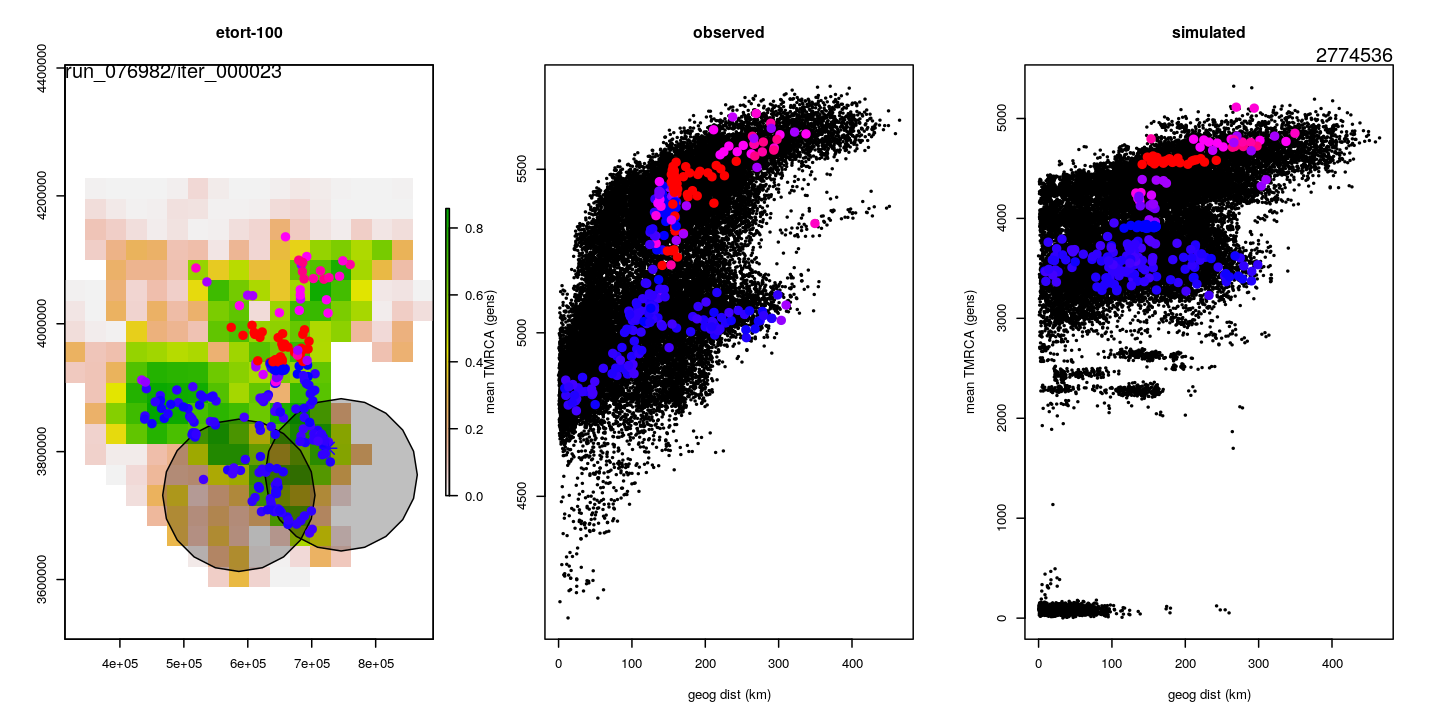 etort-100
observed
simulated
run_076982/iter_000023
2774536
3600000
3800000
4000000
4200000
4400000
4e+05
5e+05
6e+05
7e+05
8e+05
0.0
0.2
0.4
0.6
0.8
mean TMRCA (gens)
4500
5000
5500
0
100
200
300
400
geog dist (km)
mean TMRCA (gens)
0
1000
2000
3000
4000
5000
0
100
200
300
400
geog dist (km)